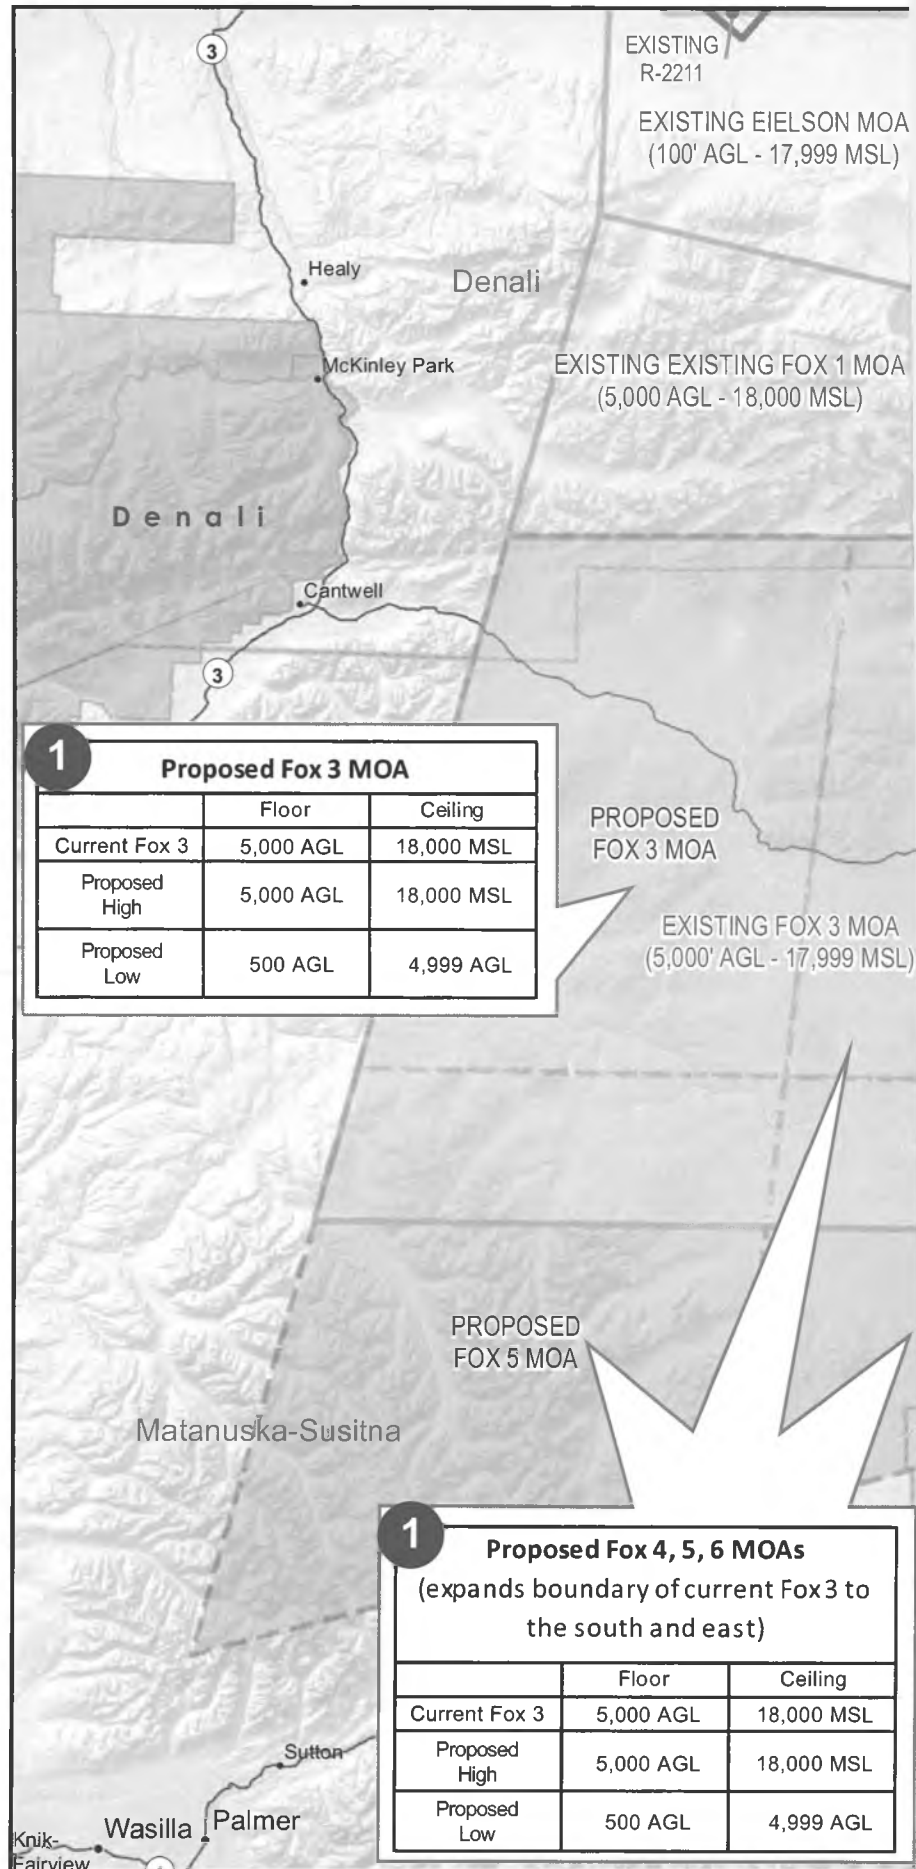 3
EXISTING
R-2211
EXISTING EIELSON MOA
(100' AGL - 17,999 MSL)
Healy
Denali
McKinley Park
EXISTING EXISTING FOX 1 MOA
(5,000 AGL - 18,000 MSL)
Denali
Cantwell
3
1
Proposed Fox 3 MOA
Floor Ceiling
Current Fox 3 5,000 AGL 18,000 MSL
Proposed
High 5,000 AGL 18,000 MSL
Proposed
Low 500 AGL 4,999 AGL
PROPOSED
FOX 3 MOA
EXISTING FOX 3 MOA
(5,000' AGL - 17,999 MSL)
PROPOSED
FOX 5 MOA
Matanuska-Susitna
1
Proposed Fox 4, 5, 6 MOAs
(expands boundary of current Fox 3 to
the south and east)
Floor Ceiling
Current Fox 3 5,000 AGL 18,000 MSL
Proposed
High 5,000 AGL 18,000 MSL
Proposed
Low 500 AGL 4,999 AGL
Sutton
Wasilla
Palmer
Knik-
Fairview